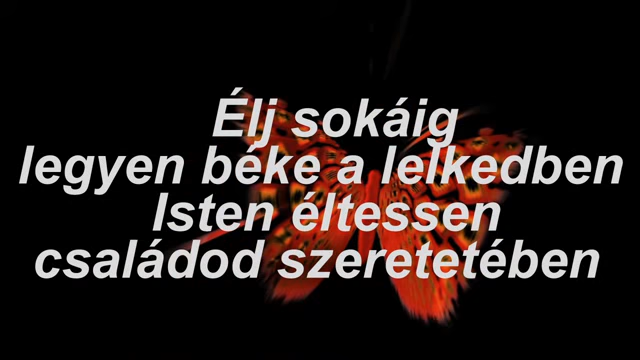 Élj sokáig
legyen béke a lelkedben
Isten éltessen
családod szeretetében